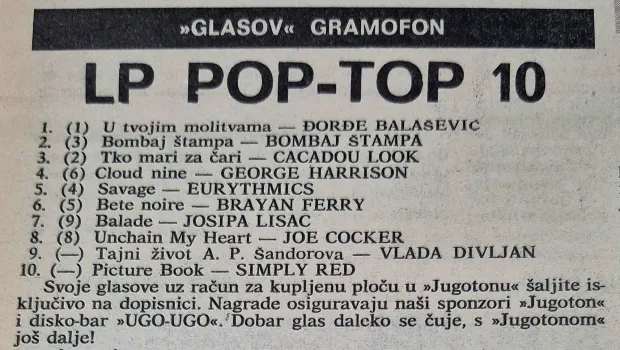 »GLASOV« GRAMOFON
LP POP-TOP 10
1. (1) U tvojim molitvama — ĐORĐE BALAŠEVIĆ
2. (3) Bombaj štampa — BOMBAJ ŠTAMPA
3. (2) Tko mari za čari — CACADOU LOOK
4. (6) Cloud nine — GEORGE HARRISON
5. (4) Savage — EURYTHMICS
6. (5) Bete noire — BRAYAN FERRY
7. (9) Balade — JOSIPA LISAC
8. (8) Unchain My Heart — JOE COCKER
9. (—) Tajni život A. P. Šandorova — VLADA DIVLJAN
10. (—) Picture Book — SIMPLY RED
Svoje glasove uz račun za kupljenu ploču u »Jugotonu« šaljite is-
ključivo na dopisnici. Nagrade osiguravaju naši sponzori »Jugoton«
i disko-bar »UGO-UGO«. Dobar glas daleko se čuje, s »Jugotonom«
još dalje!